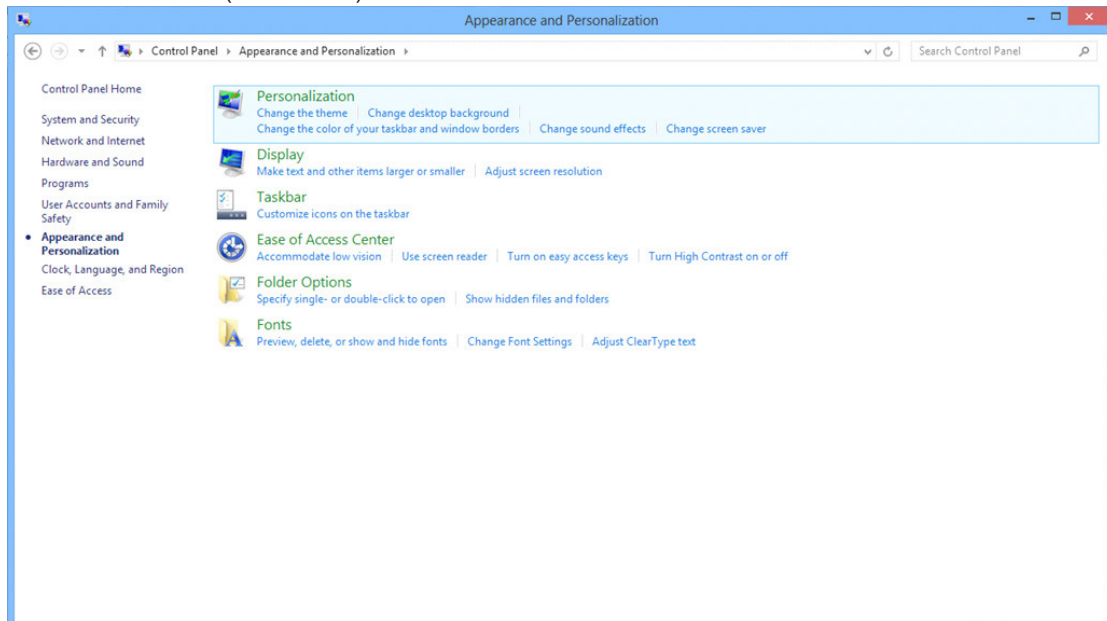 Appearance and Personalization
Control Panel Appearance and Personalization
Search Control Panel
Control Panel Home
System and Security
Network and Internet
Hardware and Sound
Programs
User Accounts and Family
Safety
Appearance and
Personalization
Clock, Language, and Region
Ease of Access
Personalization
Change the theme Change desktop background
Change the color of your taskbar and window borders Change sound effects Change screen saver
Display
Make text and other items larger or smaller Adjust screen resolution
Taskbar
Customize icons on the taskbar
Ease of Access Center
Accommodate low vision Use screen reader Turn on easy access keys Turn High Contrast on or off
Folder Options
Specify single- or double-click to open Show hidden files and folders
Fonts
Preview, delete, or show and hide fonts Change Font Settings Adjust ClearType text